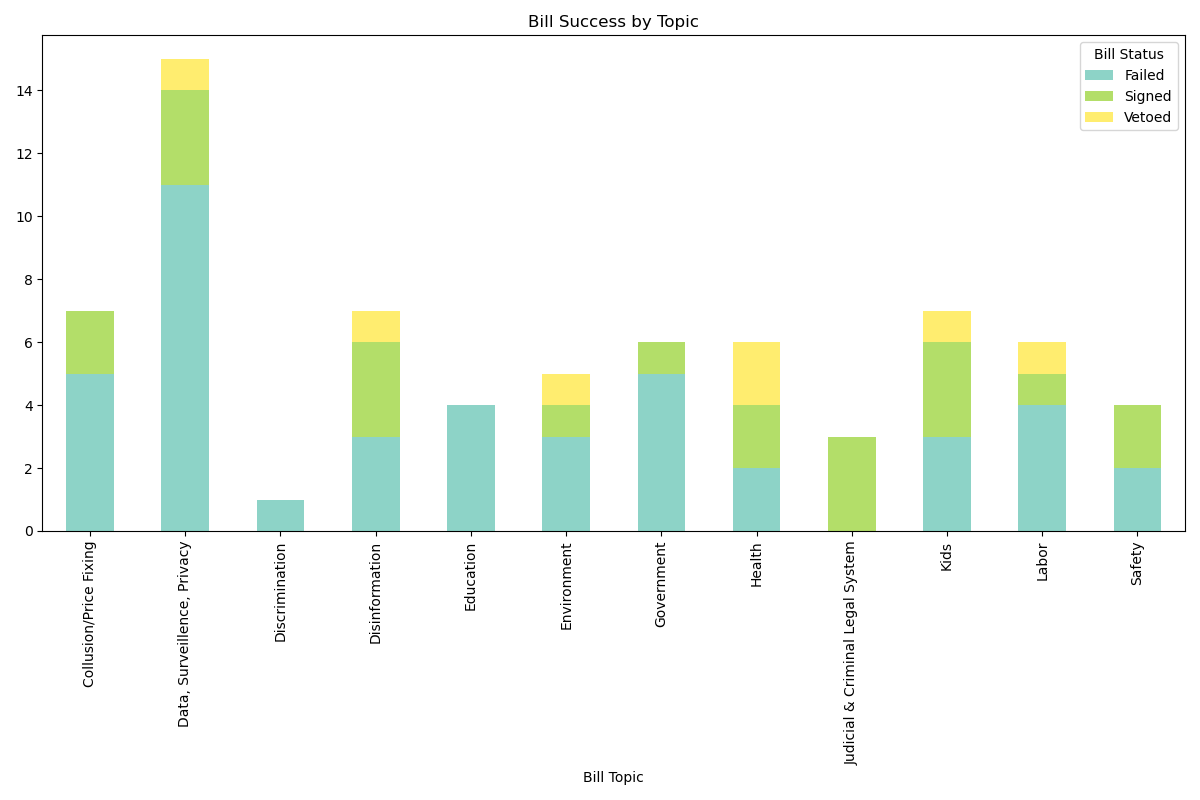 Bill Success by Topic
Bill Status
Failed
Signed
Vetoed
14
12
10
8
6
4
2
0
Collusion/Price Fixing
Data, Surveillence, Privacy
Discrimination
Disinformation
Education
Environment
Government
Health
Judicial & Criminal Legal System
Kids
Labor
Safety
Bill Topic